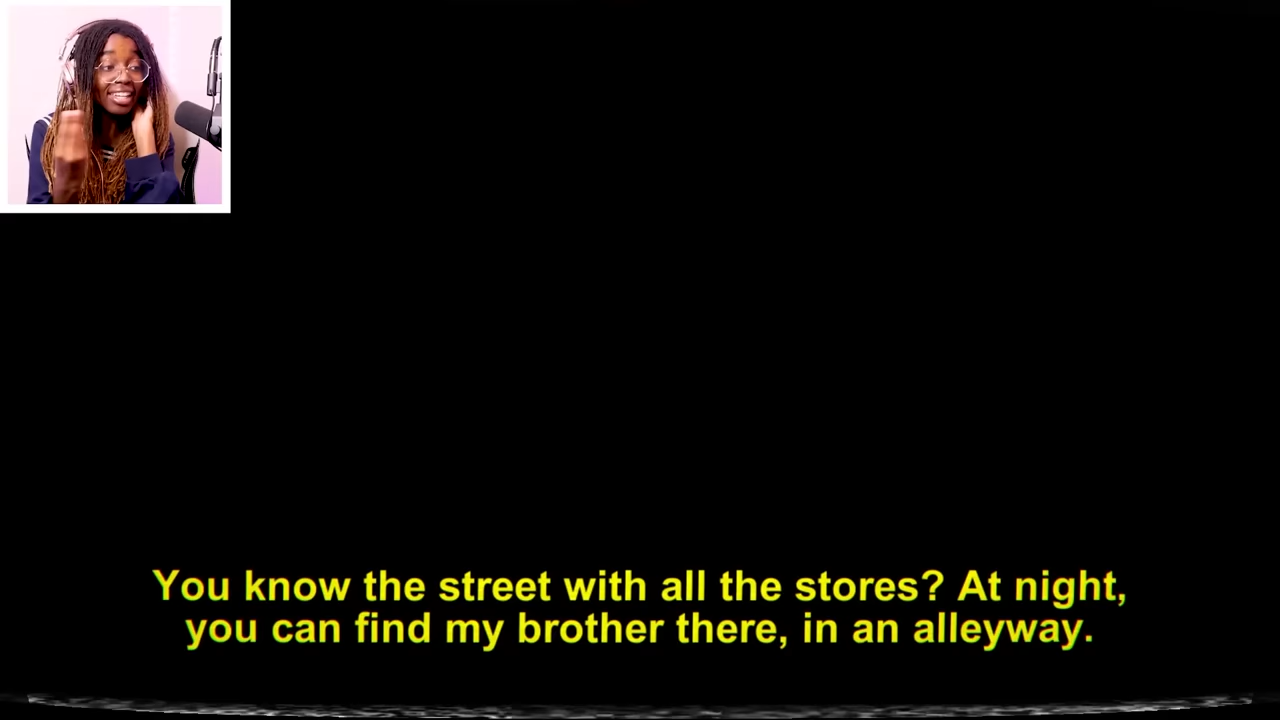 You know the street with all the stores? At night,
you can find my brother there, in an alleyway.